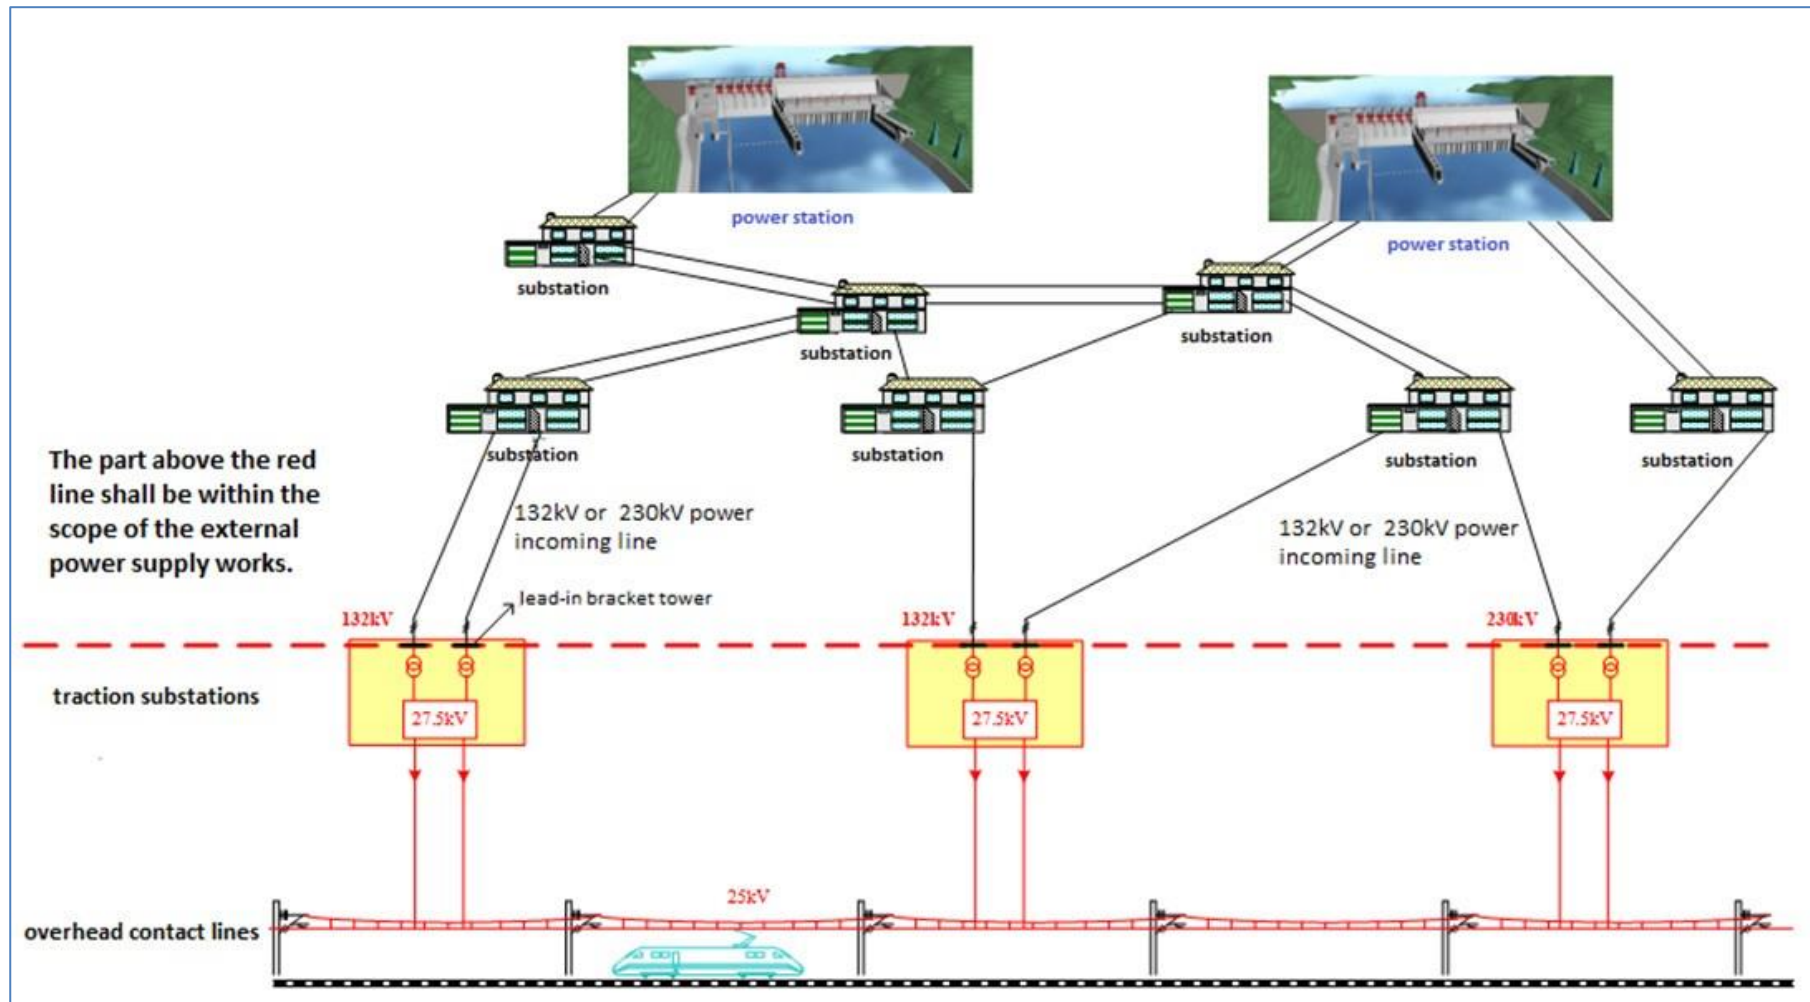 power station
power station
substation
substation
substation
substation
substation
substation
substation
The part above the red
line shall be within the
scope of the external
power supply works.
132kV or 230kV power
incoming line
132kV or 230kV power
incoming line
lead-in bracket tower
132kV
132kV
230kV
traction substations
27.5kV
27.5kV
27.5kV
25kV
overhead contact lines